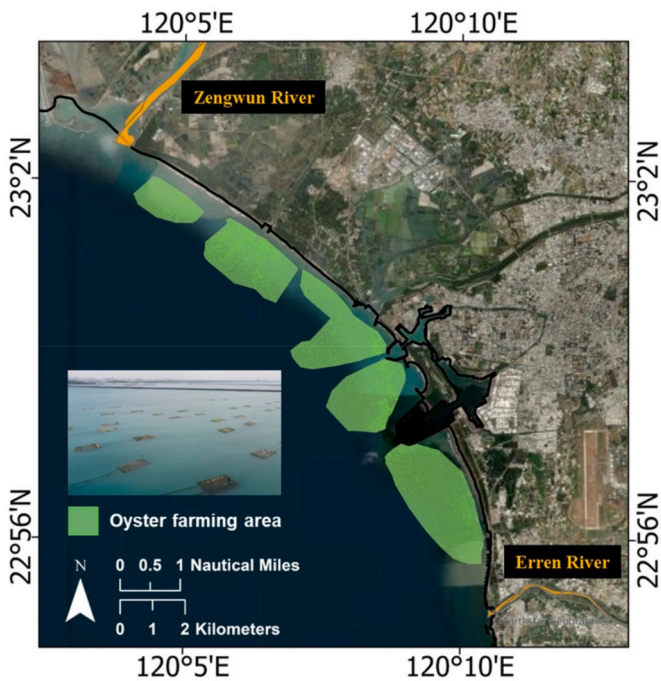 120°5'E 120°10'E
Zengwun River
23°2'N 23°2'N
Oyster farming area
22°56'N 22°56'N
Erren River
N
0 0.5 1 Nautical Miles
0 1 2 Kilometers
120°5'E 120°10'E